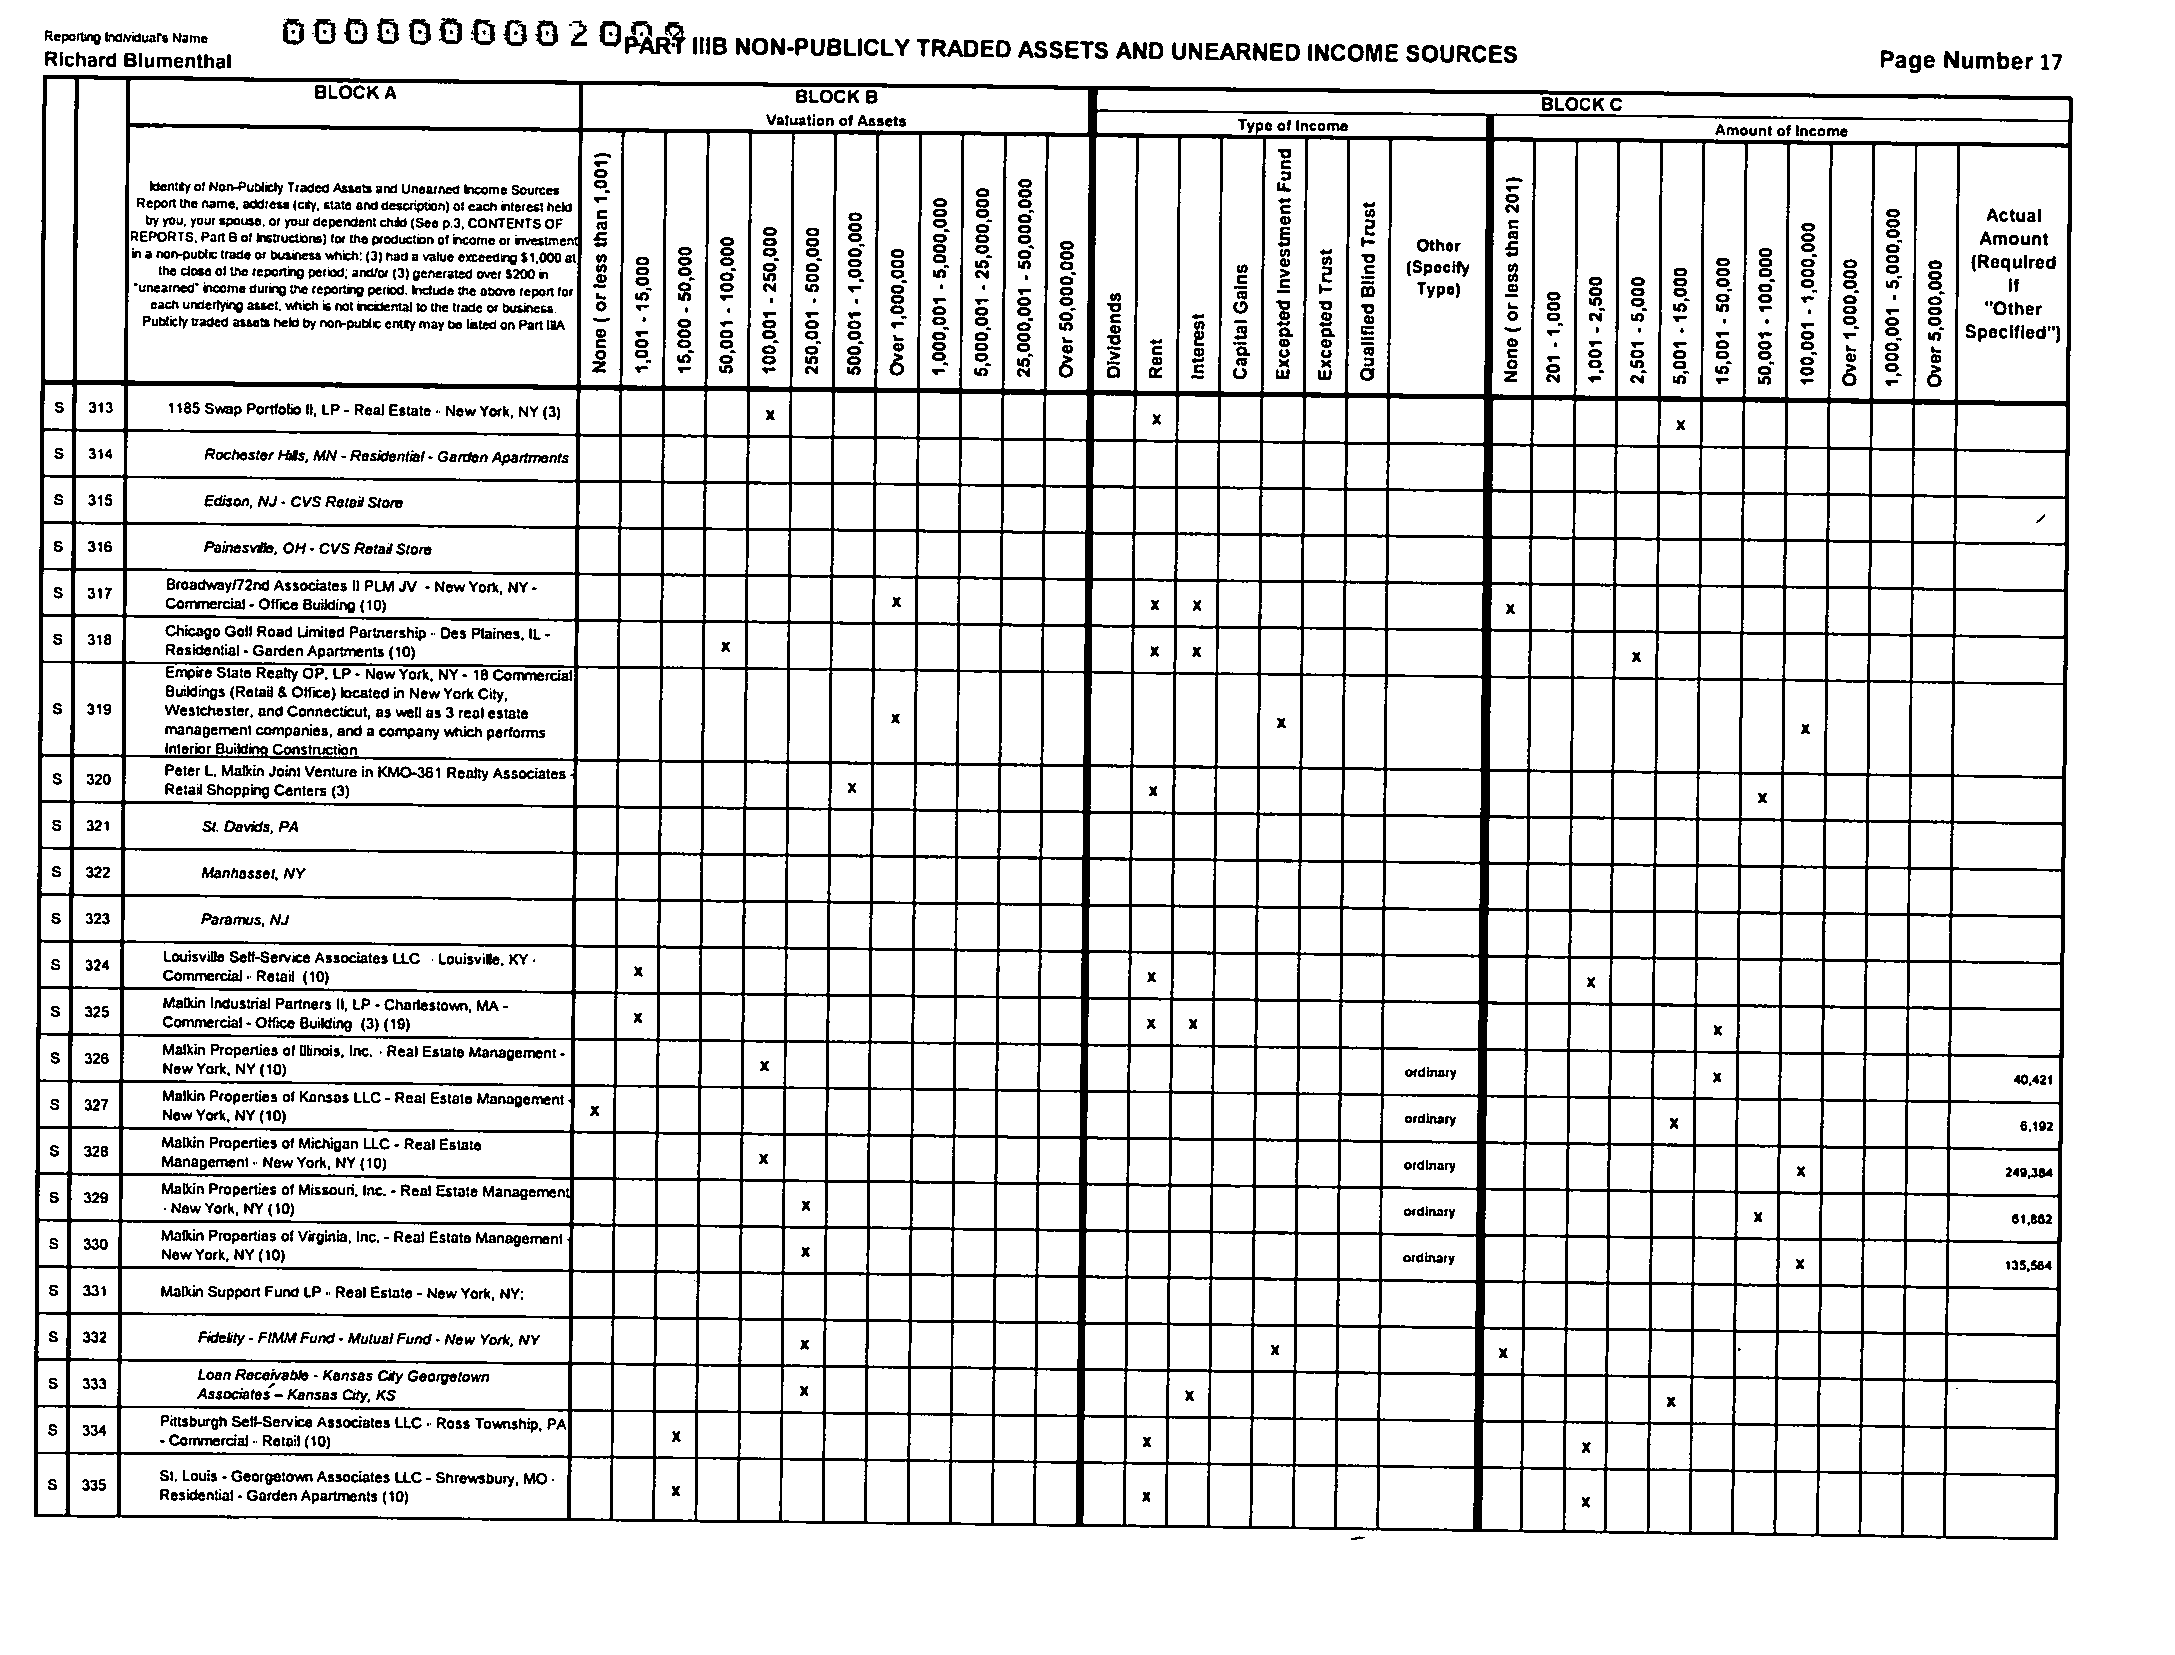 Reporting Individual's Name
Richard Blumenthal
PART IIIB NON-PUBLICLY TRADED ASSETS AND UNEARNED INCOME SOURCES
Page Number 17
BLOCK A
BLOCK B
Valuation of Assets
BLOCK C
Type of Income
Amount of Income
Identity of Non-Publicly Traded Assets and Unearned Income Sources
Report the name, address (city, state and description) of each interest held
by you, your spouse, or your dependent child (See p.3, CONTENTS OF
REPORTS, Part B of Instructions) for the production of income or investment
in a non-public trade or business which: (3) had a value exceeding $1,000 at
the close of the reporting period; and/or (3) generated over $200 in
"unearned" income during the reporting period. Include the above report for
each underlying asset, which is not incidental to the trade or business.
Publicly traded assets held by non-public entity may be listed on Part IIIA
None ( or less than 1,001)
1,001 - 15,000
15,000 - 50,000
50,001 - 100,000
100,001 - 250,000
250,001 - 500,000
500,001 - 1,000,000
Over 1,000,000
1,000,001 - 5,000,000
5,000,001 - 25,000,000
25,000,001 - 50,000,000
Over 50,000,000
Dividends
Rent
Interest
Capital Gains
Excepted Investment Fund
Excepted Trust
Qualified Blind Trust
Other
(Specify
Type)
None ( or less than 201)
201 - 1,000
1,001 - 2,500
2,501 - 5,000
5,001 - 15,000
15,001 - 50,000
50,001 - 100,000
100,001 - 1,000,000
Over 1,000,000
1,000,001 - 5,000,000
Over 5,000,000
Actual
Amount
(Required
If
"Other
Specified")
S 313 1185 Swap Portfolio II, LP - Real Estate - New York, NY (3) x x x
S 314 Rochester Hills, MN - Residential - Garden Apartments
S 315 Edison, NJ - CVS Retail Store
S 316 Painesville, OH - CVS Retail Store
S 317 Broadway/72nd Associates II PLM JV - New York, NY -
Commercial - Office Building (10) x x x x
S 318 Chicago Golf Road Limited Partnership - Des Plaines, IL -
Residential - Garden Apartments (10) x x x x
S 319 Empire State Realty OP, LP - New York, NY - 18 Commercial
Buildings (Retail & Office) located in New York City,
Westchester, and Connecticut, as well as 3 real estate
management companies, and a company which performs
Interior Building Construction x x x
S 320 Peter L. Malkin Joint Venture in KMO-361 Realty Associates -
Retail Shopping Centers (3) x x x
S 321 St. Davids, PA
S 322 Manhasset, NY
S 323 Paramus, NJ
S 324 Louisville Self-Service Associates LLC - Louisville, KY -
Commercial - Retail (10) x x x
S 325 Malkin Industrial Partners II, LP - Charlestown, MA -
Commercial - Office Building (3) (19) x x x x
S 326 Malkin Properties of Illinois, Inc. - Real Estate Management -
New York, NY (10) x ordinary x 40,421
S 327 Malkin Properties of Kansas LLC - Real Estate Management -
New York, NY (10) x ordinary x 6,192
S 328 Malkin Properties of Michigan LLC - Real Estate
Management - New York, NY (10) x ordinary x 249,384
S 329 Malkin Properties of Missouri, Inc. - Real Estate Management
- New York, NY (10) x ordinary x 61,862
S 330 Malkin Properties of Virginia, Inc. - Real Estate Management -
New York, NY (10) x ordinary x 135,564
S 331 Malkin Support Fund LP - Real Estate - New York, NY:
S 332 Fidelity - FIMM Fund - Mutual Fund - New York, NY x x x
S 333 Loan Receivable - Kansas City Georgetown
Associates - Kansas City, KS x x x
S 334 Pittsburgh Self-Service Associates LLC - Ross Township, PA
- Commercial - Retail (10) x x x
S 335 St. Louis - Georgetown Associates LLC - Shrewsbury, MO -
Residential - Garden Apartments (10) x x x